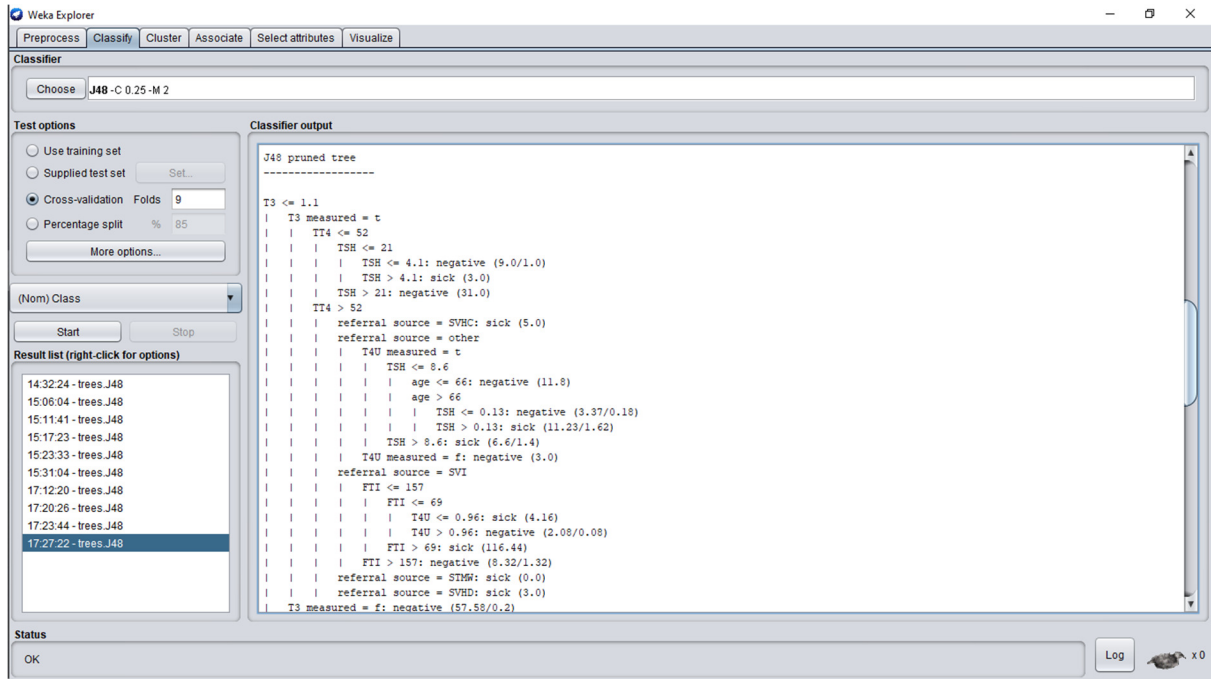 Weka Explorer
Preprocess Classify Cluster Associate Select attributes Visualize
Classifier
Choose J48 -C 0.25 -M 2
Test options
Use training set
Supplied test set Set...
Cross-validation Folds 9
Percentage split % 85
More options...
(Nom) Class
Start Stop
Result list (right-click for options)
14:32:24 - trees.J48
15:06:04 - trees.J48
15:11:41 - trees.J48
15:17:23 - trees.J48
15:23:33 - trees.J48
15:31:04 - trees.J48
17:12:20 - trees.J48
17:20:26 - trees.J48
17:23:44 - trees.J48
17:27:22 - trees.J48
Classifier output
J48 pruned tree
------------------
T3 <= 1.1
|   T3 measured = t
|   |   TT4 <= 52
|   |   |   TSH <= 21
|   |   |   |   TSH <= 4.1: negative (9.0/1.0)
|   |   |   |   TSH > 4.1: sick (3.0)
|   |   |   TSH > 21: negative (31.0)
|   |   TT4 > 52
|   |   |   referral source = SVHC: sick (5.0)
|   |   |   referral source = other
|   |   |   |   T4U measured = t
|   |   |   |   |   TSH <= 8.6
|   |   |   |   |   |   age <= 66: negative (11.8)
|   |   |   |   |   |   age > 66
|   |   |   |   |   |   |   TSH <= 0.13: negative (3.37/0.18)
|   |   |   |   |   |   |   TSH > 0.13: sick (11.23/1.62)
|   |   |   |   |   TSH > 8.6: sick (6.6/1.4)
|   |   |   |   T4U measured = f: negative (3.0)
|   |   |   referral source = SVI
|   |   |   |   FTI <= 157
|   |   |   |   |   FTI <= 69
|   |   |   |   |   |   T4U <= 0.96: sick (4.16)
|   |   |   |   |   |   T4U > 0.96: negative (2.08/0.08)
|   |   |   |   |   FTI > 69: sick (116.44)
|   |   |   |   FTI > 157: negative (8.32/1.32)
|   |   |   referral source = STMW: sick (0.0)
|   |   |   referral source = SVHD: sick (3.0)
|   T3 measured = f: negative (57.58/0.2)
Status
OK
Log x 0